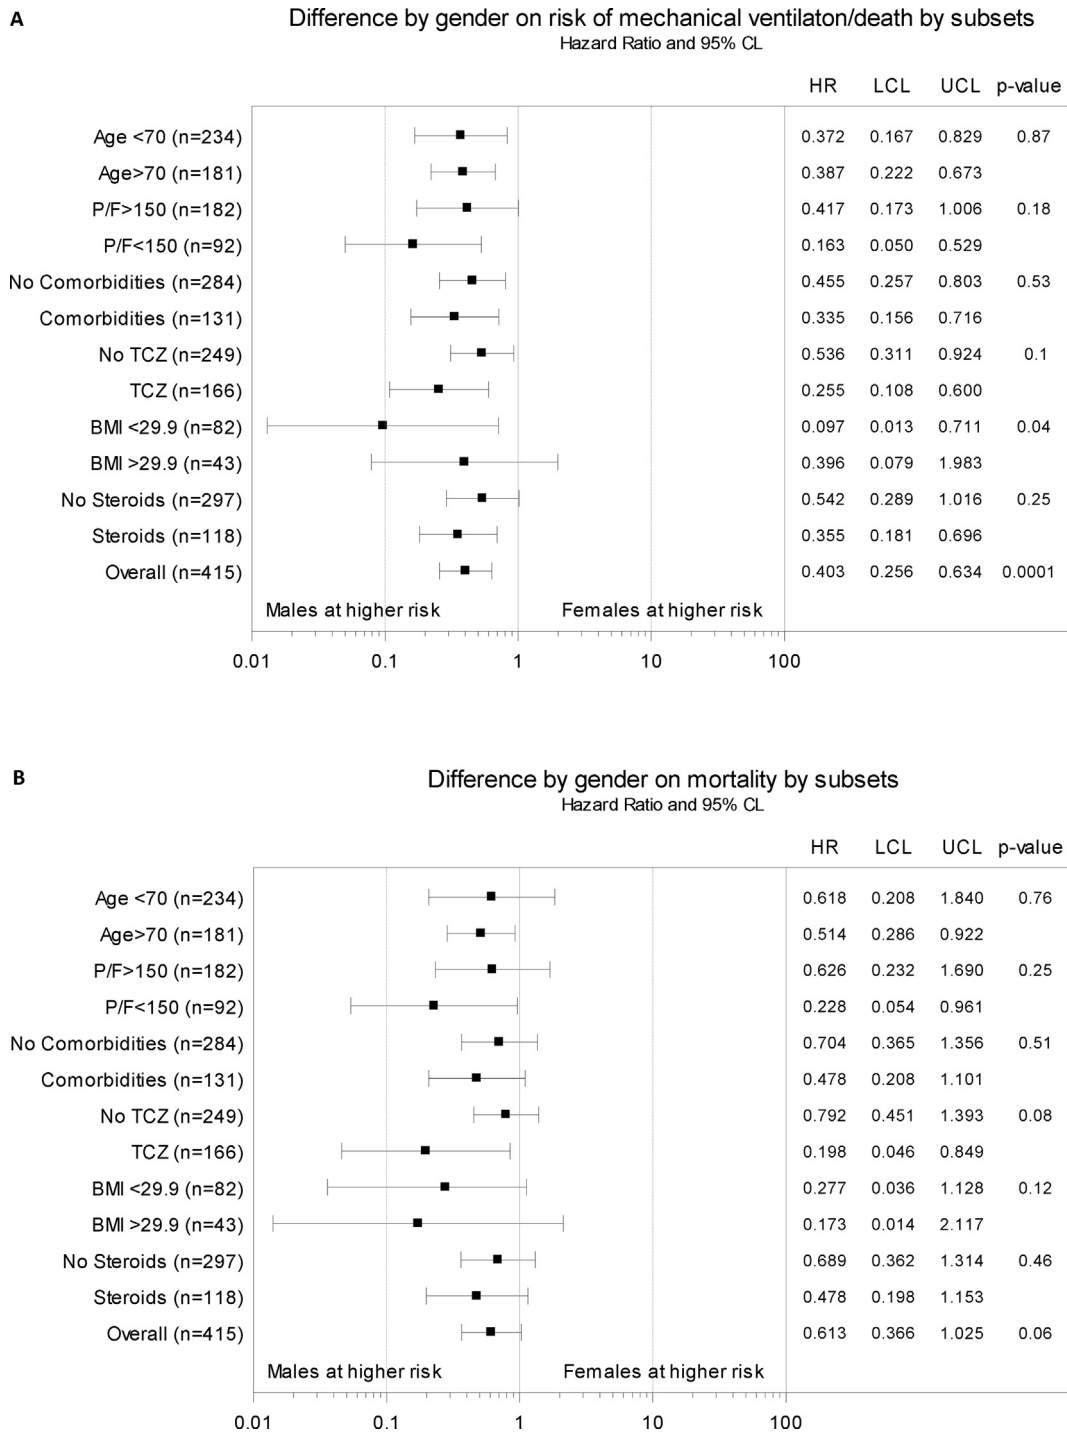 A
Difference by gender on risk of mechanical ventilaton/death by subsets
Hazard Ratio and 95% CL
HR LCL UCL p-value
Age <70 (n=234) 0.372 0.167 0.829 0.87
Age>70 (n=181) 0.387 0.222 0.673
P/F>150 (n=182) 0.417 0.173 1.006 0.18
P/F<150 (n=92) 0.163 0.050 0.529
No Comorbidities (n=284) 0.455 0.257 0.803 0.53
Comorbidities (n=131) 0.335 0.156 0.716
No TCZ (n=249) 0.536 0.311 0.924 0.1
TCZ (n=166) 0.255 0.108 0.600
BMI <29.9 (n=82) 0.097 0.013 0.711 0.04
BMI >29.9 (n=43) 0.396 0.079 1.983
No Steroids (n=297) 0.542 0.289 1.016 0.25
Steroids (n=118) 0.355 0.181 0.696
Overall (n=415) 0.403 0.256 0.634 0.0001
Males at higher risk Females at higher risk
0.01 0.1 1 10 100
B
Difference by gender on mortality by subsets
Hazard Ratio and 95% CL
HR LCL UCL p-value
Age <70 (n=234) 0.618 0.208 1.840 0.76
Age>70 (n=181) 0.514 0.286 0.922
P/F>150 (n=182) 0.626 0.232 1.690 0.25
P/F<150 (n=92) 0.228 0.054 0.961
No Comorbidities (n=284) 0.704 0.365 1.356 0.51
Comorbidities (n=131) 0.478 0.208 1.101
No TCZ (n=249) 0.792 0.451 1.393 0.08
TCZ (n=166) 0.198 0.046 0.849
BMI <29.9 (n=82) 0.277 0.036 1.128 0.12
BMI >29.9 (n=43) 0.173 0.014 2.117
No Steroids (n=297) 0.689 0.362 1.314 0.46
Steroids (n=118) 0.478 0.198 1.153
Overall (n=415) 0.613 0.366 1.025 0.06
Males at higher risk Females at higher risk
0.01 0.1 1 10 100